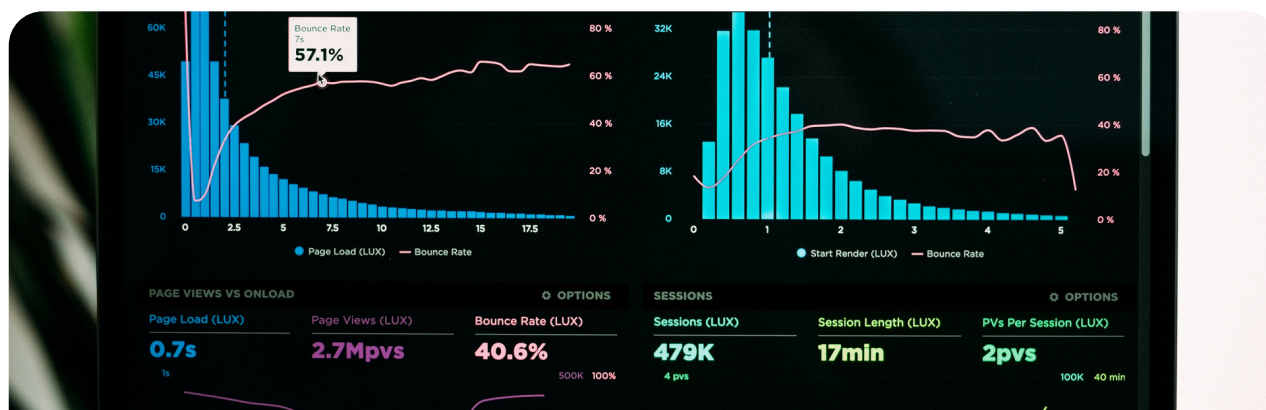 Bounce Rate
7s
57.1%
60K
80 %
45K
60 %
30K
40 %
15K
20 %
0
0 %
0 2.5 5 7.5 10 12.5 15 17.5
Page Load (LUX) Bounce Rate
32K
80 %
24K
60 %
16K
40 %
8K
20 %
0
0 %
0 1 2 3 4 5
Start Render (LUX) Bounce Rate
PAGE VIEWS VS ONLOAD OPTIONS
Page Load (LUX) Page Views (LUX) Bounce Rate (LUX)
0.7s 2.7Mpvs 40.6%
1s 500K 100%
SESSIONS OPTIONS
Sessions (LUX) Session Length (LUX) PVs Per Session (LUX)
479K 17min 2pvs
4 pvs 100K 40 min